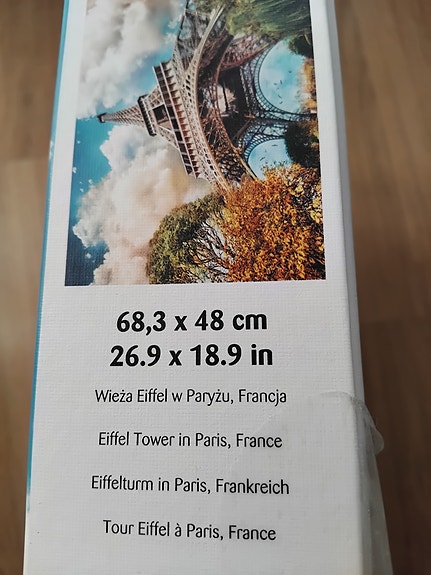 68,3 x 48 cm
26.9 x 18.9 in
Wieża Eiffel w Paryżu, Francja
Eiffel Tower in Paris, France
Eiffelturm in Paris, Frankreich
Tour Eiffel à Paris, France